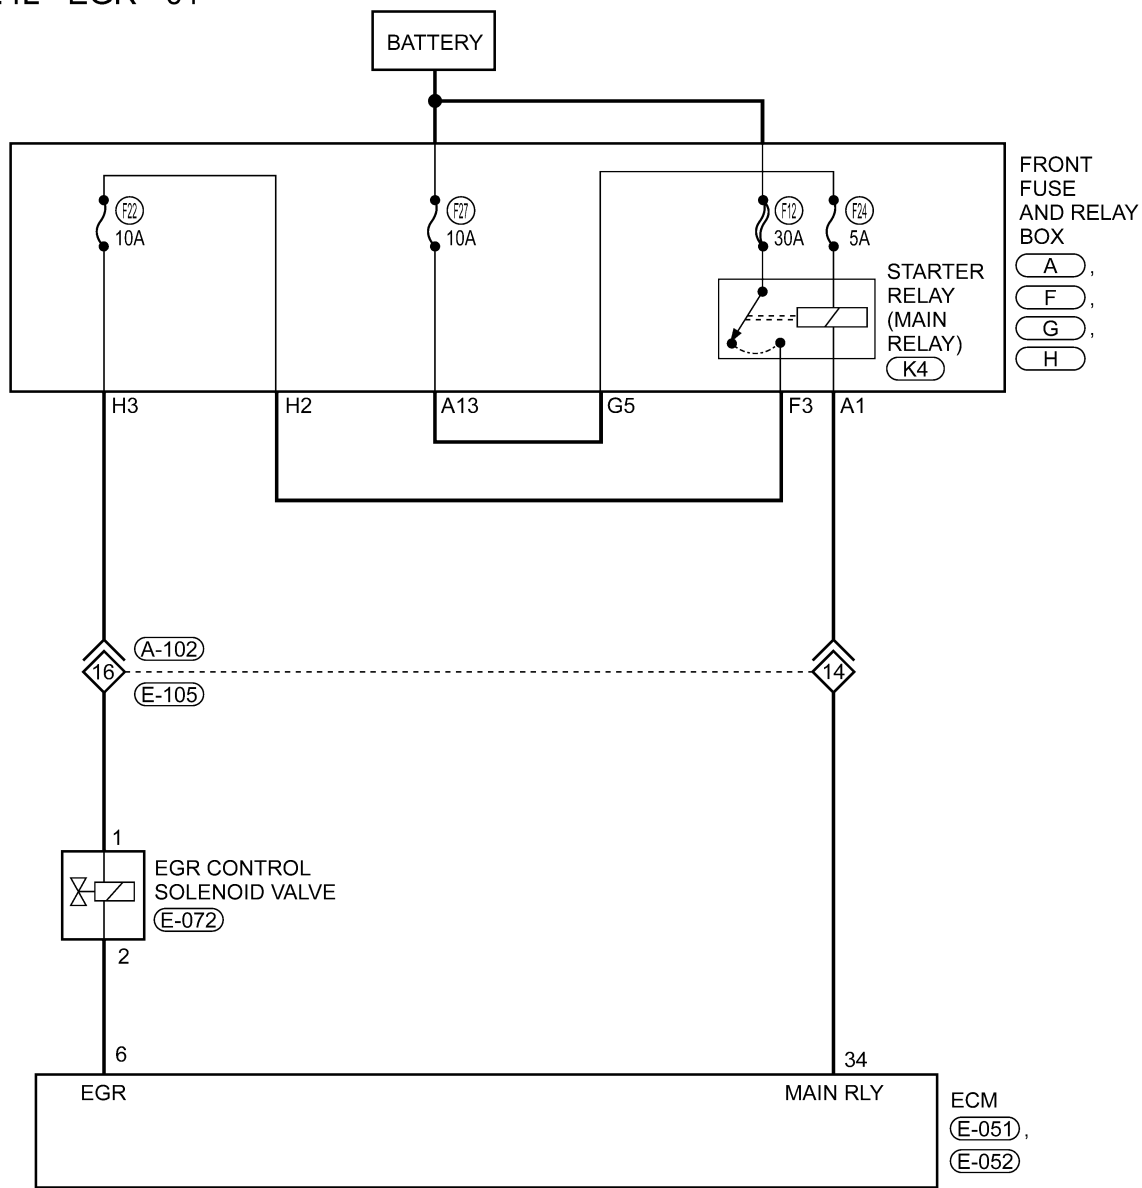 EGR
BATTERY
F22
10A
F27
10A
F12
30A
F24
5A
FRONT
FUSE
AND RELAY
BOX
A ,
F ,
G ,
H
STARTER
RELAY
(MAIN
RELAY)
K4
H3
H2
A13
G5
F3
A1
A-102
16
14
E-105
1
EGR CONTROL
SOLENOID VALVE
E-072
2
6
34
EGR
MAIN RLY
ECM
E-051 ,
E-052